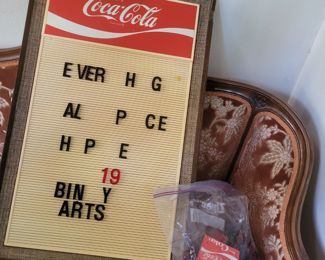 Coca-Cola
EVER H G
AL P CE
H P E
19
BIN Y
ARTS